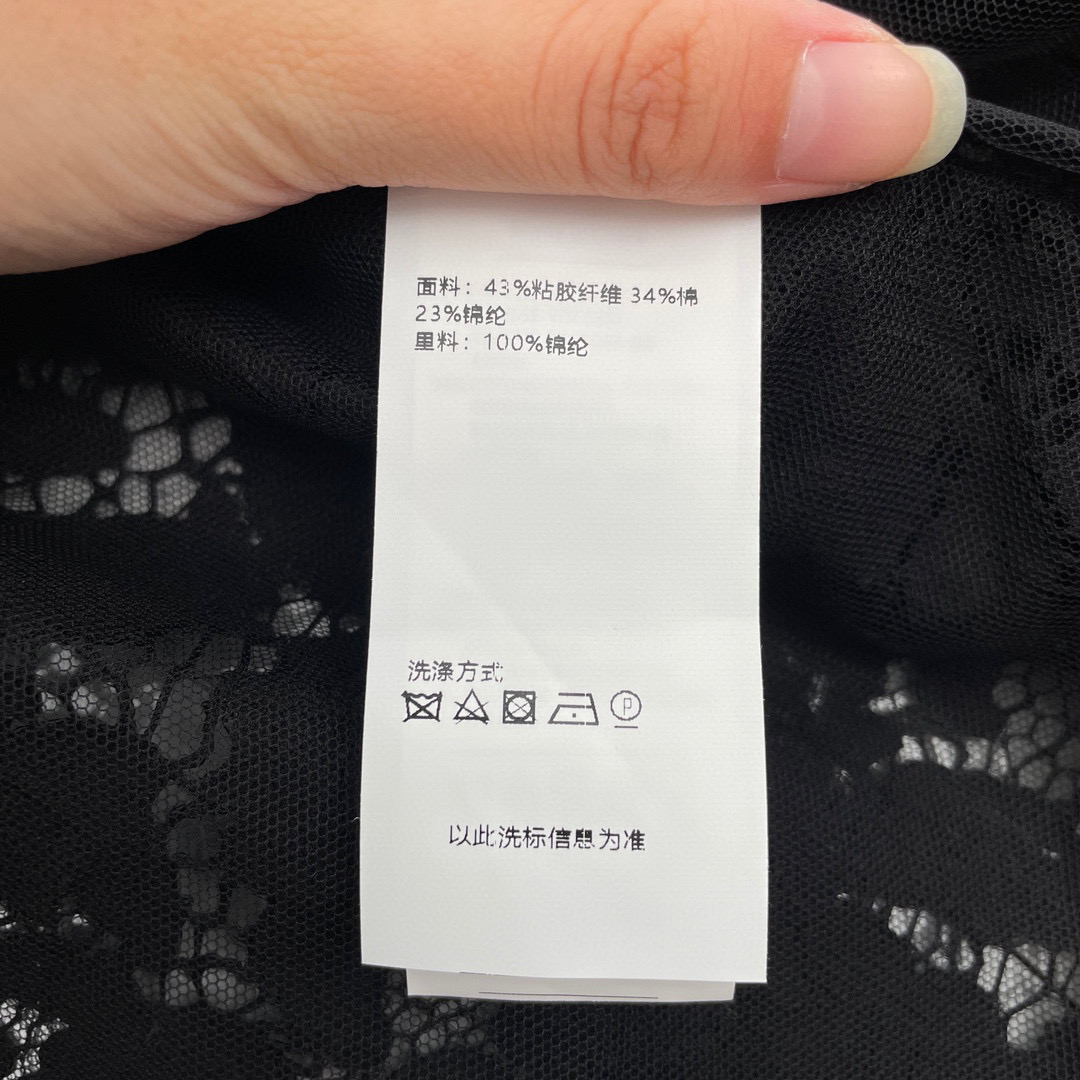 面料：43%粘胶纤维 34%棉
23%锦纶
里料：100%锦纶
洗涤方式
P
以此洗标信息为准